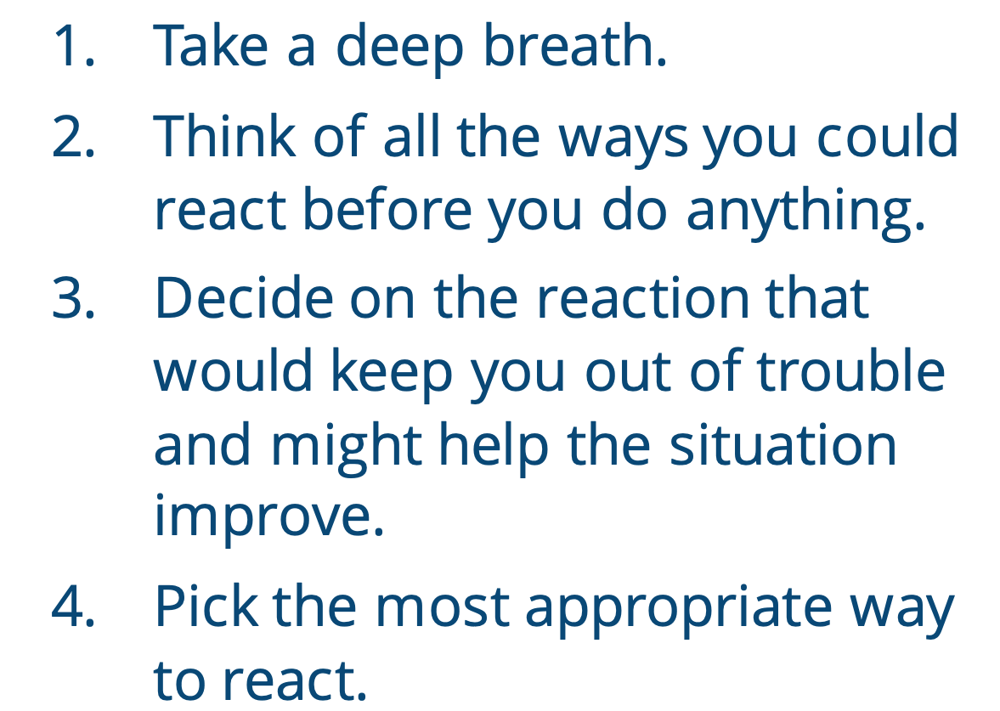 1. Take a deep breath.
2. Think of all the ways you could
react before you do anything.
3. Decide on the reaction that
would keep you out of trouble
and might help the situation
improve.
4. Pick the most appropriate way
to react.